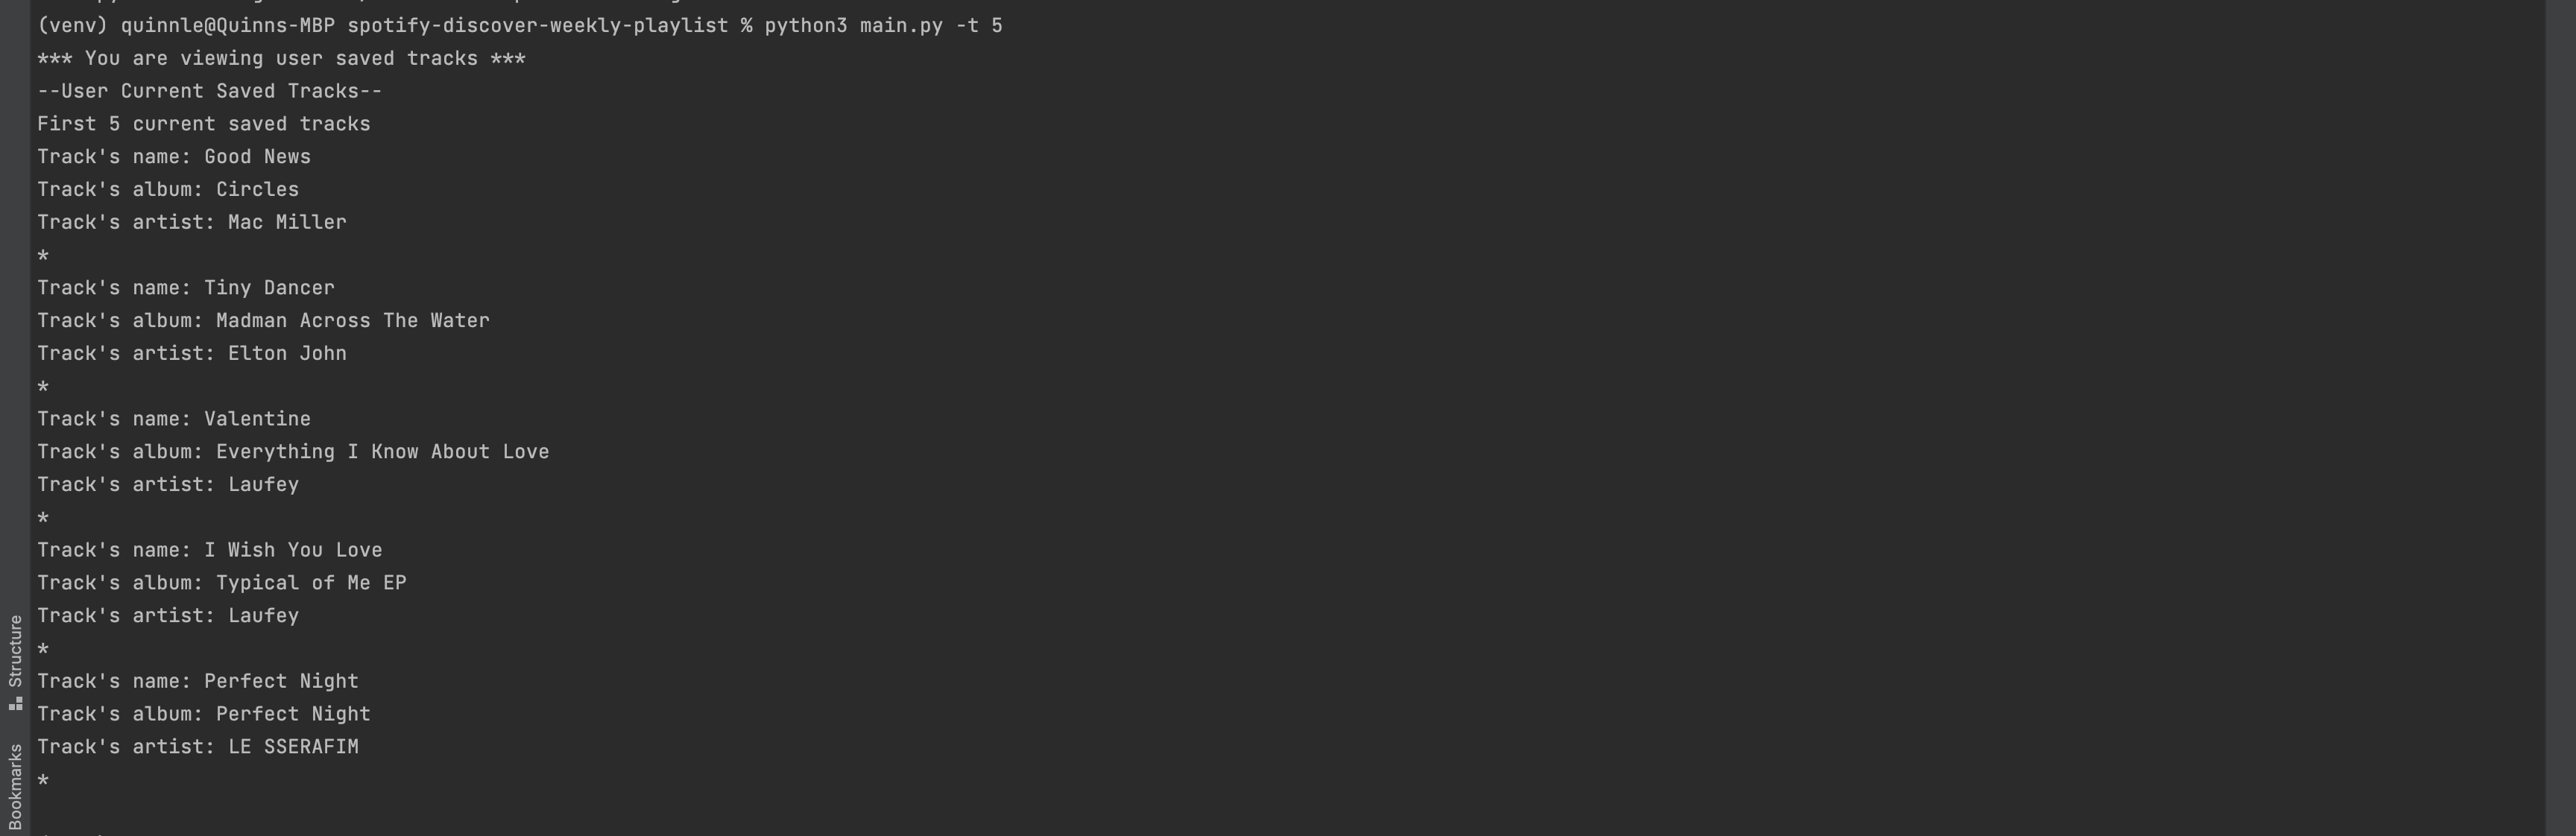 (venv) quinnle@Quinns-MBP spotify-discover-weekly-playlist % python3 main.py -t 5
*** You are viewing user saved tracks ***
--User Current Saved Tracks--
First 5 current saved tracks
Track's name: Good News
Track's album: Circles
Track's artist: Mac Miller
*
Track's name: Tiny Dancer
Track's album: Madman Across The Water
Track's artist: Elton John
*
Track's name: Valentine
Track's album: Everything I Know About Love
Track's artist: Laufey
*
Track's name: I Wish You Love
Track's album: Typical of Me EP
Track's artist: Laufey
*
Track's name: Perfect Night
Track's album: Perfect Night
Track's artist: LE SSERAFIM
*
Structure
Bookmarks